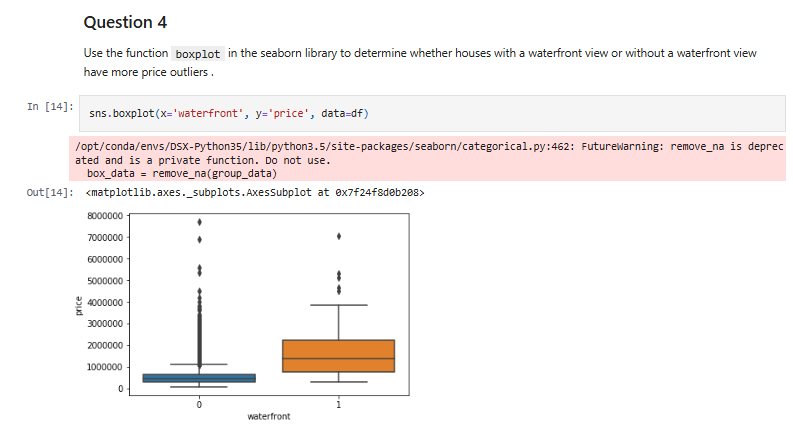 Question 4
Use the function boxplot in the seaborn library to determine whether houses with a waterfront view or without a waterfront view
have more price outliers .
In [14]: sns.boxplot(x='waterfront', y='price', data=df)
/opt/conda/envs/DSX-Python35/lib/python3.5/site-packages/seaborn/categorical.py:462: FutureWarning: remove_na is deprec
ated and is a private function. Do not use.
box_data = remove_na(group_data)
Out[14]: <matplotlib.axes._subplots.AxesSubplot at 0x7f24f8d0b208>
8000000
7000000
6000000
5000000
4000000
3000000
2000000
1000000
0
price
0 1
waterfront